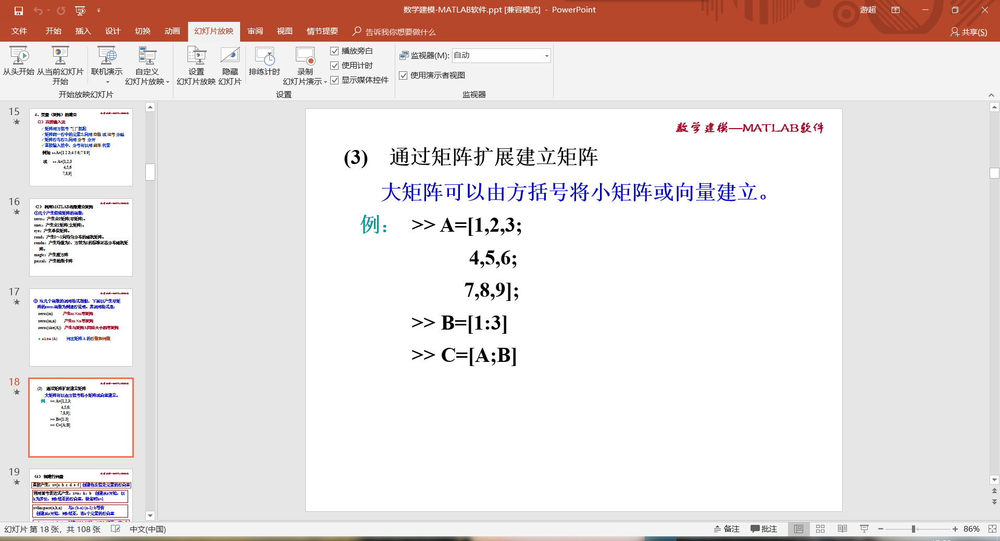 数学建模-MATLAB软件.ppt [兼容模式] - PowerPoint
游超
文件 开始 插入 设计 切换 动画 幻灯片放映 审阅 视图 情节提要 告诉我你想要做什么 共享(S)
从头开始 从当前幻灯片开始 联机演示 自定义幻灯片放映 设置幻灯片放映 隐藏幻灯片 排练计时 录制幻灯片演示
播放旁白
使用计时
显示媒体控件
监视器(M): 自动
使用演示者视图
开始放映幻灯片 设置 监视器
15
4、变量（矩阵）的建立
（1）直接输入法
✓矩阵用方括号 "[ ]" 括起
✓矩阵同一行中的元素之间用 空格 或 逗号 分隔
✓矩阵行与行之间用 分号 分开
✓直接输入法中，分号可以用 回车 代替
例如 >> A=[1 2 3;4 5 6;7 8 9]
或 >> A=[1,2,3
4,5,6
7,8,9]
16
（2） 利用MATLAB函数建立矩阵
①几个产生特殊矩阵的函数:
zeros：产生全0矩阵(零矩阵)。
ones：产生全1矩阵(幺矩阵)。
eye：产生单位矩阵。
rand：产生0～1间均匀分布的随机矩阵。
randn：产生均值为0，方差为1的标准正态分布随机矩
阵。
magic：产生魔方阵
pascal：产生帕斯卡阵
17
② 这几个函数的调用格式相似，下面以产生零矩
阵的zeros函数为例进行说明。其调用格式是:
zeros(m) 产生m×m零矩阵
zeros(m,n) 产生m×n零矩阵
zeros(size(A)) 产生与矩阵A同样大小的零矩阵
size(A) 列出矩阵 A 的行数和列数
18
(3) 通过矩阵扩展建立矩阵
大矩阵可以由方括号将小矩阵或向量建立。
例: >> A=[1,2,3;
4,5,6;
7,8,9];
>> B=[1:3]
>> C=[A;B]
19
（4） 创建行向量
直接产生：x=[a b c d e f ] 创建包含指定元素的行向量
利用冒号表达式产生：x=a：h：b 创建从a开始，以
h为步长，到b结束的行向量，缺省时h=1
x=linspace(a,b,n) 与a:(b-a)/(n-1):b等价
创建从a开始，到b结束，有n个元素的行向量
数学建模—MATLAB软件
(3) 通过矩阵扩展建立矩阵
大矩阵可以由方括号将小矩阵或向量建立。
例： >> A=[1,2,3;
4,5,6;
7,8,9];
>> B=[1:3]
>> C=[A;B]
幻灯片 第 18 张，共 108 张 中文(中国) 备注 批注 86%